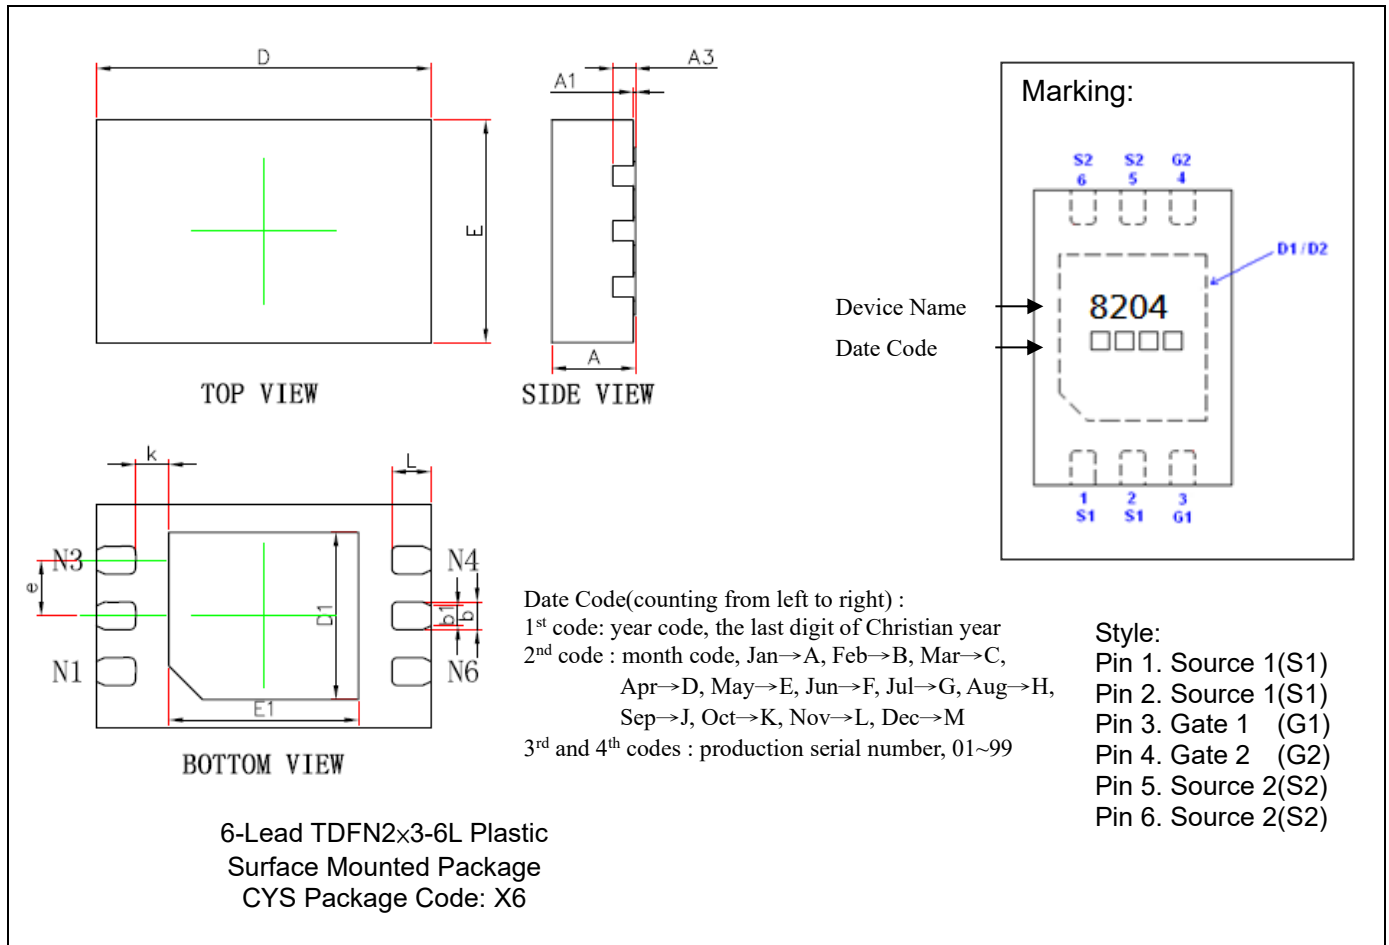 D
A3
A1
E
A
TOP VIEW
SIDE VIEW
Marking:
S2 S2 G2
6 5 4
D1/D2
Device Name
8204
Date Code
1 2 3
S1 S1 G1
k
L
N3
N4
e
D1
b1
b
N1
N6
E1
BOTTOM VIEW
Date Code(counting from left to right) :
1st code: year code, the last digit of Christian year
2nd code : month code, Jan→A, Feb→B, Mar→C,
Apr→D, May→E, Jun→F, Jul→G, Aug→H,
Sep→J, Oct→K, Nov→L, Dec→M
3rd and 4th codes : production serial number, 01~99
Style:
Pin 1. Source 1(S1)
Pin 2. Source 1(S1)
Pin 3. Gate 1 (G1)
Pin 4. Gate 2 (G2)
Pin 5. Source 2(S2)
Pin 6. Source 2(S2)
6-Lead TDFN2×3-6L Plastic
Surface Mounted Package
CYS Package Code: X6